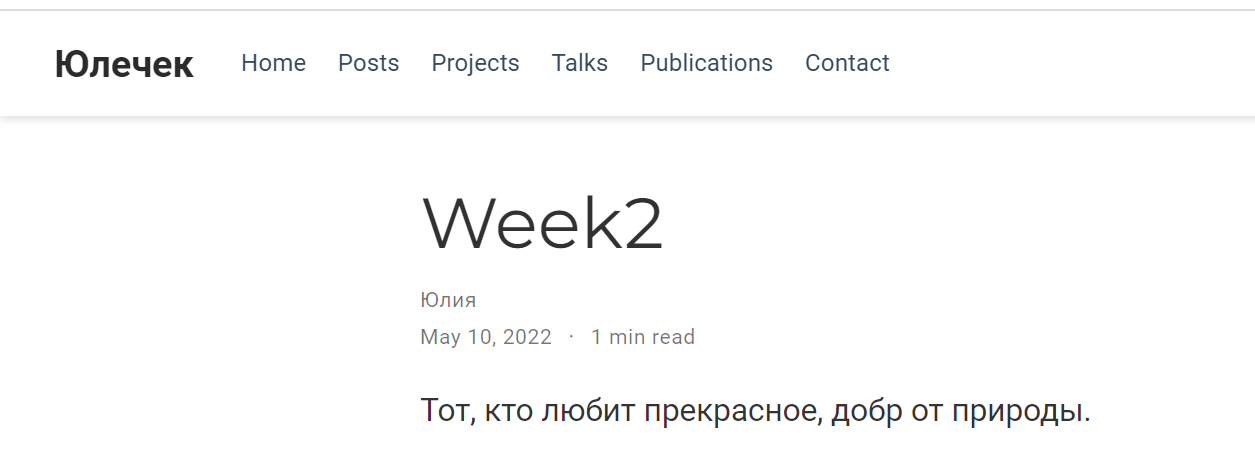 Юлечек Home Posts Projects Talks Publications Contact
Week2
Юлия
May 10, 2022 · 1 min read
Тот, кто любит прекрасное, добр от природы.